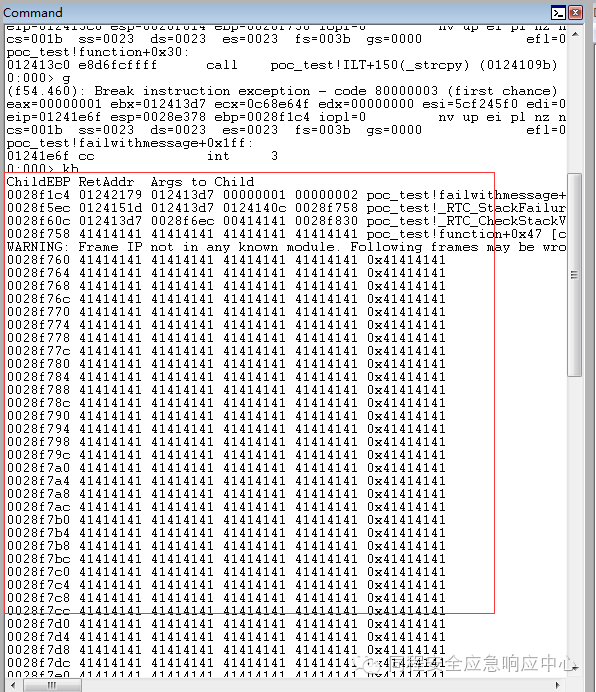 Command
eip=012413c0 ebp=0028f758 iopl=0 nv up ei pl nz n
cs=001b ss=0023 ds=0023 es=0023 fs=003b gs=0000 efl=0
poc_test!function+0x30:
012413c0 e8d6fcffff call poc_test!ILT+150(_strcpy) (0124109b)
0:000> g
(f54.460): Break instruction exception - code 80000003 (first chance)
eax=00000001 ebx=012413d7 ecx=0c68e64f edx=00000000 esi=5cf245f0 edi=0
eip=01241e6f esp=0028e378 ebp=0028f1c4 iopl=0 nv up ei pl nz n
cs=001b ss=0023 ds=0023 es=0023 fs=003b gs=0000 efl=0
poc_test!failwithmessage+0x1ff:
01241e6f cc int 3
0:000> kb
ChildEBP RetAddr Args to Child
0028f1c4 01242179 012413d7 00000001 00000002 poc_test!failwithmessage+
0028f5ec 0124151d 012413d7 0124140c 0028f758 poc_test!_RTC_StackFailur
0028f60c 012413d7 0028f6ec 00414141 0028f830 poc_test!_RTC_CheckStackV
0028f758 41414141 41414141 41414141 41414141 poc_test!function+0x47 [c
WARNING: Frame IP not in any known module. Following frames may be wro
0028f760 41414141 41414141 41414141 41414141 0x41414141
0028f764 41414141 41414141 41414141 41414141 0x41414141
0028f768 41414141 41414141 41414141 41414141 0x41414141
0028f76c 41414141 41414141 41414141 41414141 0x41414141
0028f770 41414141 41414141 41414141 41414141 0x41414141
0028f774 41414141 41414141 41414141 41414141 0x41414141
0028f778 41414141 41414141 41414141 41414141 0x41414141
0028f77c 41414141 41414141 41414141 41414141 0x41414141
0028f780 41414141 41414141 41414141 41414141 0x41414141
0028f784 41414141 41414141 41414141 41414141 0x41414141
0028f788 41414141 41414141 41414141 41414141 0x41414141
0028f78c 41414141 41414141 41414141 41414141 0x41414141
0028f790 41414141 41414141 41414141 41414141 0x41414141
0028f794 41414141 41414141 41414141 41414141 0x41414141
0028f798 41414141 41414141 41414141 41414141 0x41414141
0028f79c 41414141 41414141 41414141 41414141 0x41414141
0028f7a0 41414141 41414141 41414141 41414141 0x41414141
0028f7a4 41414141 41414141 41414141 41414141 0x41414141
0028f7a8 41414141 41414141 41414141 41414141 0x41414141
0028f7ac 41414141 41414141 41414141 41414141 0x41414141
0028f7b0 41414141 41414141 41414141 41414141 0x41414141
0028f7b4 41414141 41414141 41414141 41414141 0x41414141
0028f7b8 41414141 41414141 41414141 41414141 0x41414141
0028f7bc 41414141 41414141 41414141 41414141 0x41414141
0028f7c0 41414141 41414141 41414141 41414141 0x41414141
0028f7c4 41414141 41414141 41414141 41414141 0x41414141
0028f7c8 41414141 41414141 41414141 41414141 0x41414141
0028f7cc 41414141 41414141 41414141 41414141 0x41414141
0028f7d0 41414141 41414141 41414141 41414141 0x41414141
0028f7d4 41414141 41414141 41414141 41414141 0x41414141
0028f7d8 41414141 41414141 41414141 41414141 0x41414141
0028f7dc 41414141 41414141 41414141 41414141 0x41414141
0028f7e0 41414141 41414141 41414141 41414141 0x41414141
安全应急响应中心